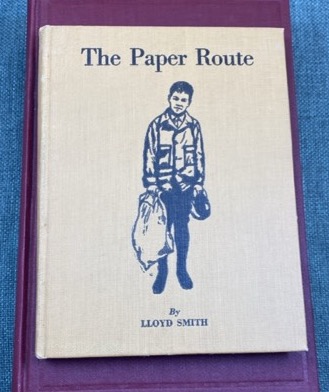 The Paper Route
By
LLOYD SMITH